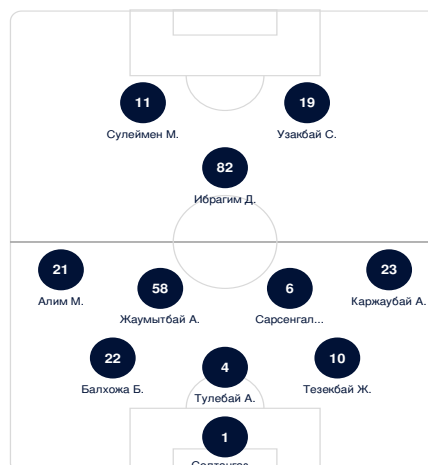 11
19
Сулеймен М.
Узакбай С.
82
Ибрагим Д.
21
23
58
6
Алим М.
Каржаубай А.
Жаумытбай А.
Сарсенгал...
22
4
10
Балхожа Б.
Тулебай А.
Тезекбай Ж.
1